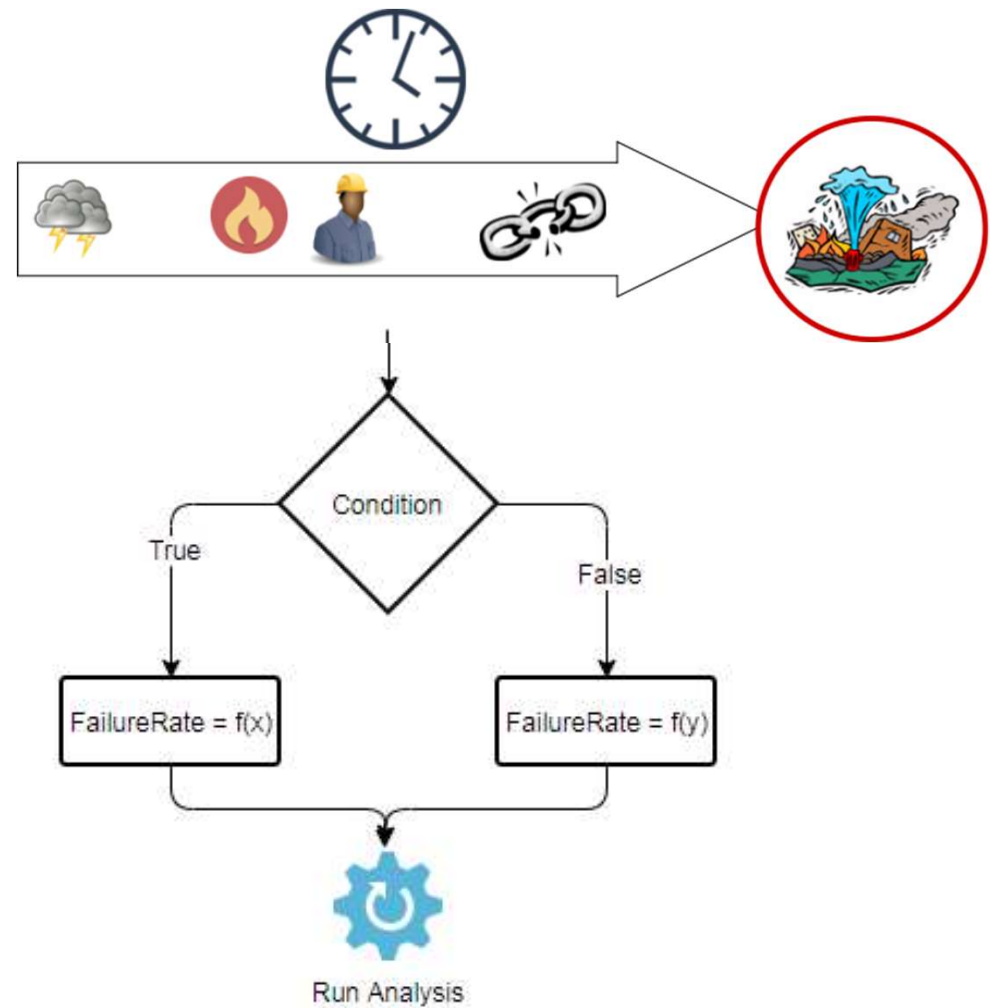 Condition
True
False
FailureRate = f(x)
FailureRate = f(y)
Run Analysis